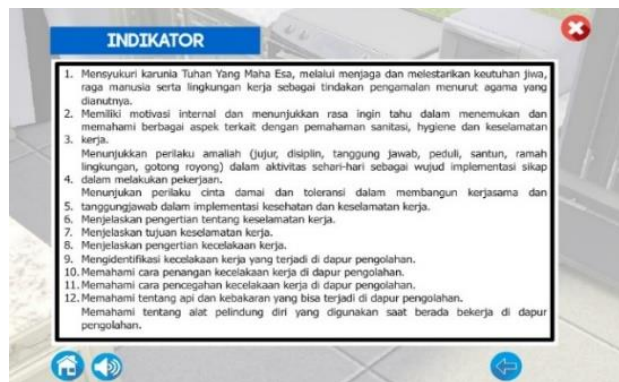 INDIKATOR
1. Mensyukuri karunia Tuhan Yang Maha Esa, melalui menjaga dan melestarikan keutuhan jiwa,
raga manusia serta lingkungan kerja sebagai tindakan pengamalan menurut agama yang
dianutnya.
2. Memiliki motivasi internal dan menunjukkan rasa ingin tahu dalam menemukan dan
memahami berbagai aspek terkait dengan pemahaman sanitasi, hygiene dan keselamatan
3. kerja.
Menunjukkan perilaku amaliah (jujur, disiplin, tanggung jawab, peduli, santun, ramah
lingkungan, gotong royong) dalam aktivitas sehari-hari sebagai wujud implementasi sikap
4. dalam melakukan pekerjaan.
Menunjukan perilaku cinta damai dan toleransi dalam membangun kerjasama dan
5. tanggungjawab dalam implementasi kesehatan dan keselamatan kerja.
6. Menjelaskan pengertian tentang keselamatan kerja.
7. Menjelaskan tujuan keselamatan kerja.
8. Menjelaskan pengertian kecelakaan kerja.
9. Mengidentifikasi kecelakaan kerja yang terjadi di dapur pengolahan.
10. Memahami cara penangan kecelakaan kerja di dapur pengolahan.
11. Memahami cara pencegahan kecelakaan kerja di dapur pengolahan.
12. Memahami tentang api dan kebakaran yang bisa terjadi di dapur pengolahan.
Memahami tentang alat pelindung diri yang digunakan saat berada bekerja di dapur
pengolahan.